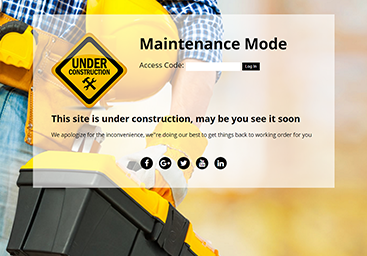 Maintenance Mode
UNDER
CONSTRUCTION
Access Code:
Log In
This site is under construction, may be you see it soon
We apologize for the inconvenience, we''re doing our best to get things back to working order for you